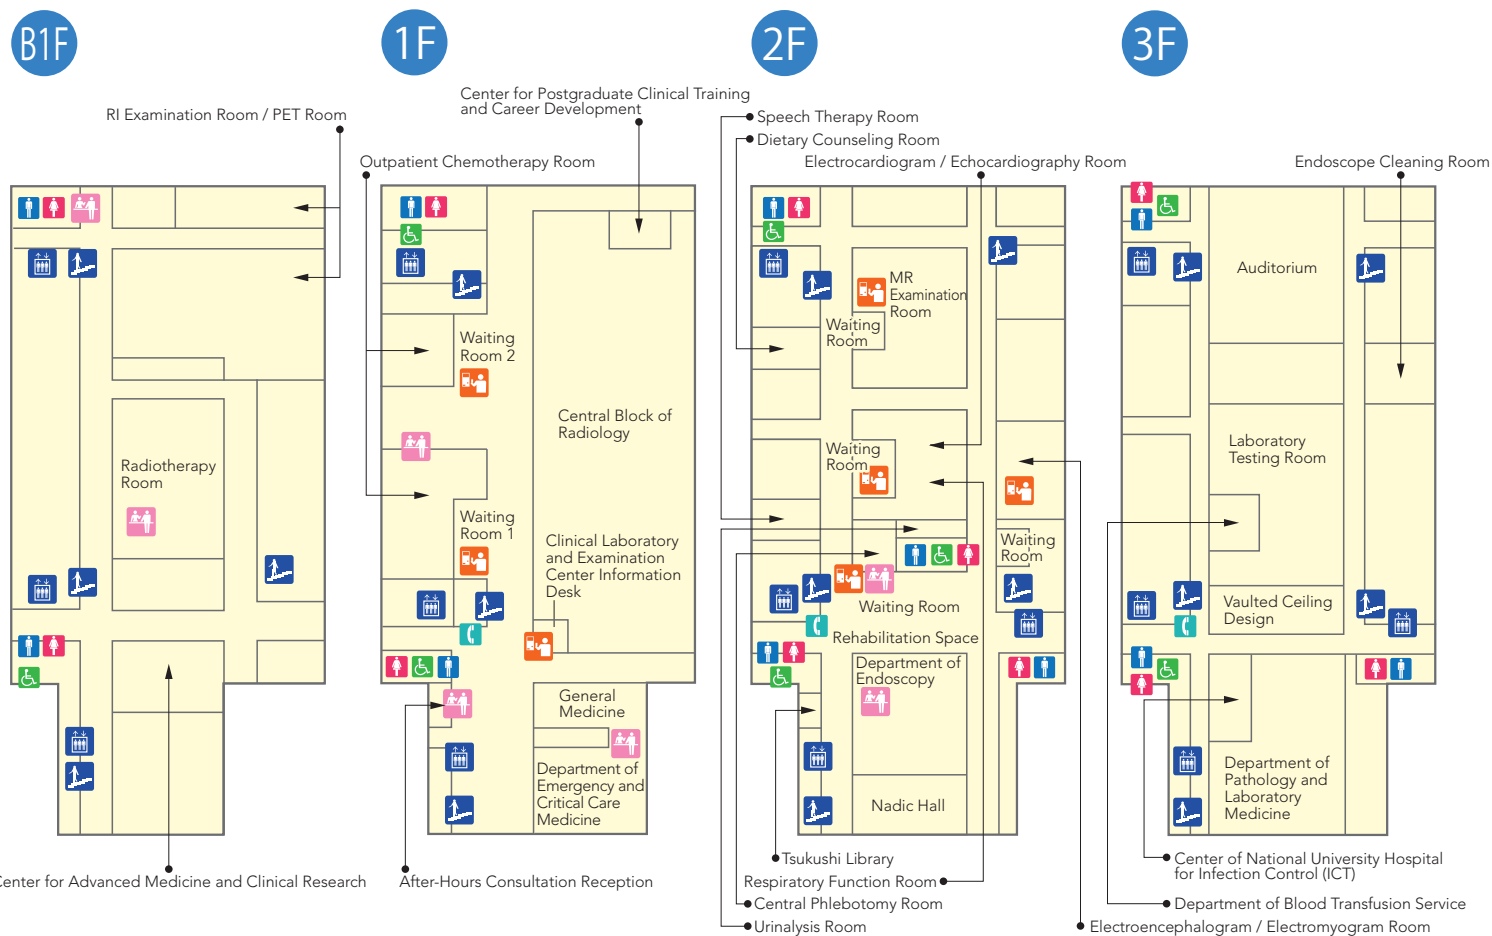 B1F
RI Examination Room / PET Room
Radiotherapy
Room
Center for Advanced Medicine and Clinical Research
1F
Center for Postgraduate Clinical Training
and Career Development
Outpatient Chemotherapy Room
Waiting
Room 2
Central Block of
Radiology
Waiting
Room 1
Clinical Laboratory
and Examination
Center Information
Desk
General
Medicine
Department of
Emergency and
Critical Care
Medicine
After-Hours Consultation Reception
2F
Speech Therapy Room
Dietary Counseling Room
Electrocardiogram / Echocardiography Room
MR
Examination
Room
Waiting
Room
Waiting
Room
Waiting
Room
Waiting Room
Rehabilitation Space
Department of
Endoscopy
Nadic Hall
Tsukushi Library
Respiratory Function Room
Central Phlebotomy Room
Urinalysis Room
3F
Endoscope Cleaning Room
Auditorium
Laboratory
Testing Room
Vaulted Ceiling
Design
Department of
Pathology and
Laboratory
Medicine
Center of National University Hospital
for Infection Control (ICT)
Department of Blood Transfusion Service
Electroencephalogram / Electromyogram Room